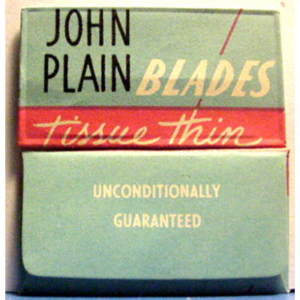 JOHN
PLAIN BLADES
tissue thin
UNCONDITIONALLY
GUARANTEED